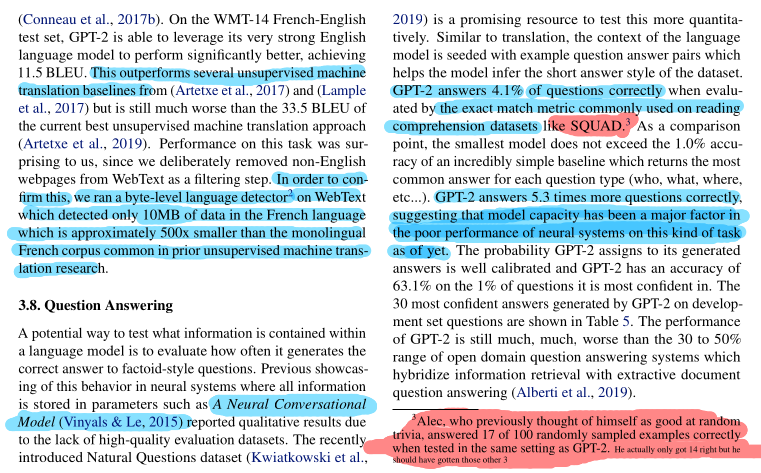 (Conneau et al., 2017b). On the WMT-14 French-English
test set, GPT-2 is able to leverage its very strong English
language model to perform significantly better, achieving
11.5 BLEU. This outperforms several unsupervised machine
translation baselines from (Artetxe et al., 2017) and (Lample
et al., 2017) but is still much worse than the 33.5 BLEU of
the current best unsupervised machine translation approach
(Artetxe et al., 2019). Performance on this task was sur-
prising to us, since we deliberately removed non-English
webpages from WebText as a filtering step. In order to con-
firm this, we ran a byte-level language detector2 on WebText
which detected only 10MB of data in the French language
which is approximately 500x smaller than the monolingual
French corpus common in prior unsupervised machine trans-
lation research.
3.8. Question Answering
A potential way to test what information is contained within
a language model is to evaluate how often it generates the
correct answer to factoid-style questions. Previous showcas-
ing of this behavior in neural systems where all information
is stored in parameters such as A Neural Conversational
Model (Vinyals & Le, 2015) reported qualitative results due
to the lack of high-quality evaluation datasets. The recently
introduced Natural Questions dataset (Kwiatkowski et al.,
2019) is a promising resource to test this more quantita-
tively. Similar to translation, the context of the language
model is seeded with example question answer pairs which
helps the model infer the short answer style of the dataset.
GPT-2 answers 4.1% of questions correctly when evalu-
ated by the exact match metric commonly used on reading
comprehension datasets like SQUAD.3 As a comparison
point, the smallest model does not exceed the 1.0% accu-
racy of an incredibly simple baseline which returns the most
common answer for each question type (who, what, where,
etc...). GPT-2 answers 5.3 times more questions correctly,
suggesting that model capacity has been a major factor in
the poor performance of neural systems on this kind of task
as of yet. The probability GPT-2 assigns to its generated
answers is well calibrated and GPT-2 has an accuracy of
63.1% on the 1% of questions it is most confident in. The
30 most confident answers generated by GPT-2 on develop-
ment set questions are shown in Table 5. The performance
of GPT-2 is still much, much, worse than the 30 to 50%
range of open domain question answering systems which
hybridize information retrieval with extractive document
question answering (Alberti et al., 2019).
3Alec, who previously thought of himself as good at random
trivia, answered 17 of 100 randomly sampled examples correctly
when tested in the same setting as GPT-2. He actually only got 14 right but he
should have gotten those other 3